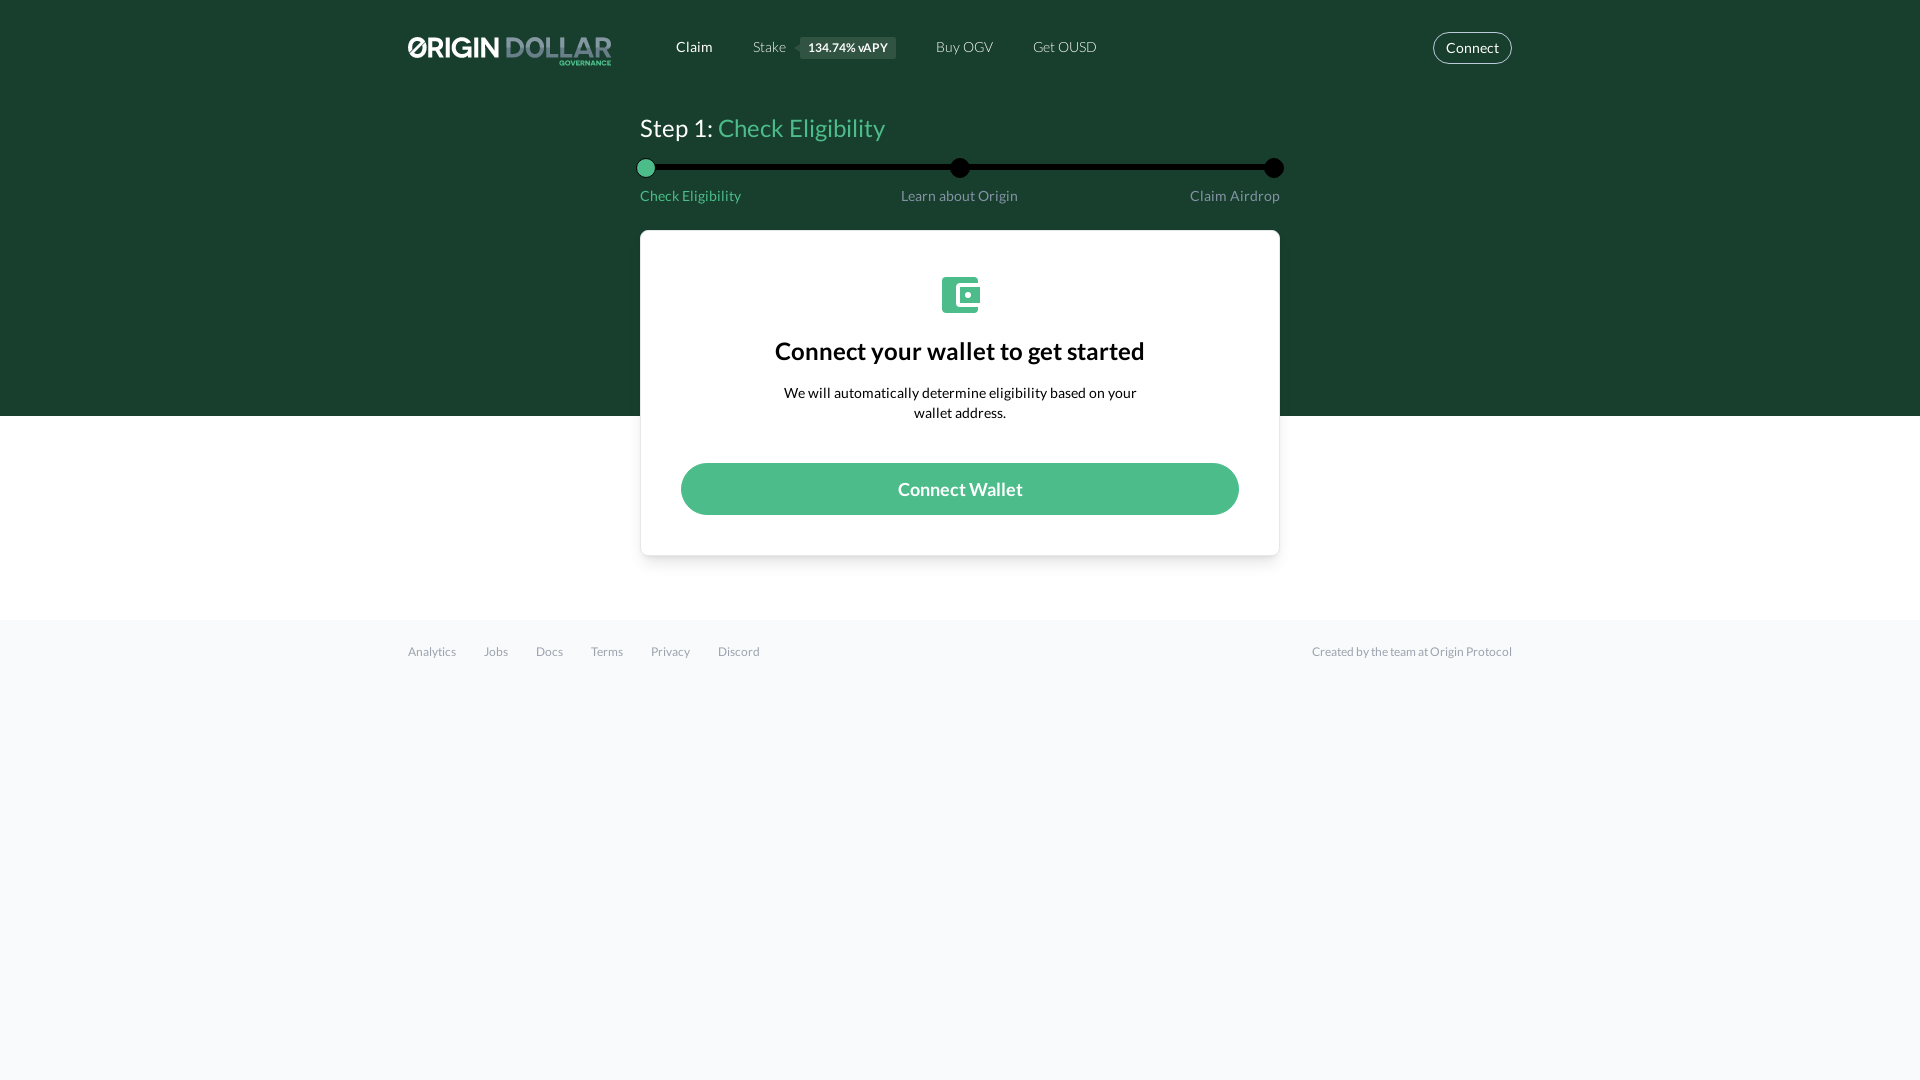 ORIGIN DOLLAR
GOVERNANCE
Claim
Stake
134.74% vAPY
Buy OGV
Get OUSD
Connect
Step 1: Check Eligibility
Check Eligibility
Learn about Origin
Claim Airdrop
Connect your wallet to get started
We will automatically determine eligibility based on your
wallet address.
Connect Wallet
Analytics
Jobs
Docs
Terms
Privacy
Discord
Created by the team at Origin Protocol